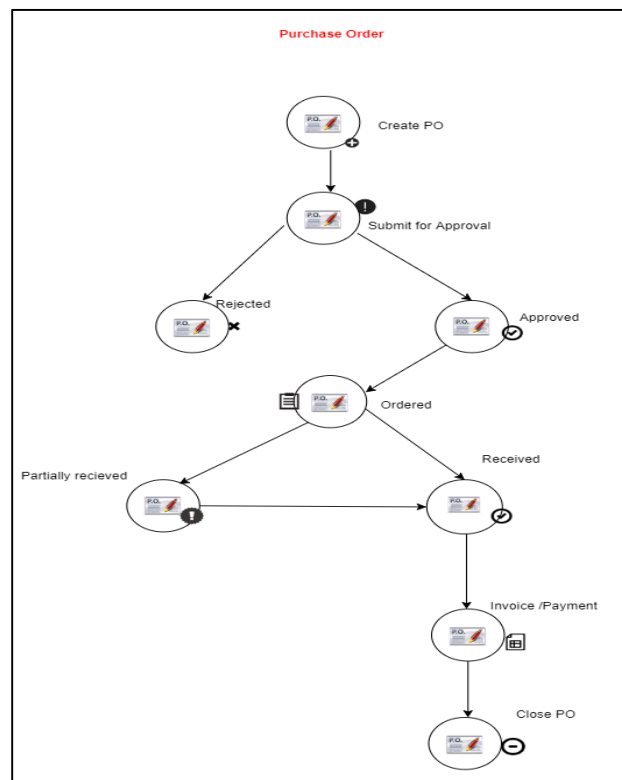 Purchase Order
P.O.
Create PO
P.O.
Submit for Approval
P.O.
Rejected
P.O.
Approved
P.O.
Ordered
Partially recieved
P.O.
Received
P.O.
Invoice /Payment
P.O.
Close PO
P.O.